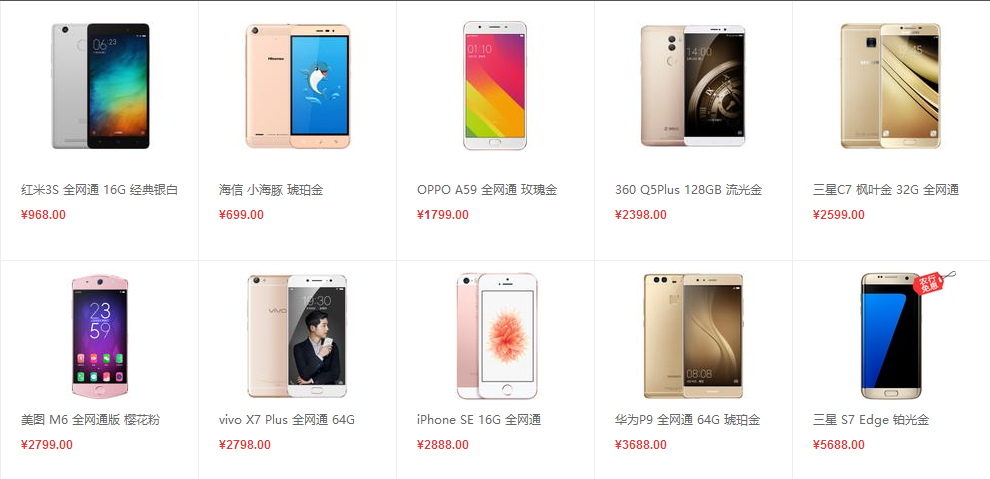 06:23
Hisense
01:10
14:00
12:45
红米3S 全网通 16G 经典银白
海信 小海豚 琥珀金
OPPO A59 全网通 玫瑰金
360 Q5Plus 128GB 流光金
三星C7 枫叶金 32G 全网通
¥968.00
¥699.00
¥1799.00
¥2398.00
¥2599.00
23
59
vivo
19:30
08:08
农行
免息
美图 M6 全网通版 樱花粉
vivo X7 Plus 全网通 64G
iPhone SE 16G 全网通
华为P9 全网通 64G 琥珀金
三星 S7 Edge 铂光金
¥2799.00
¥2798.00
¥2888.00
¥3688.00
¥5688.00